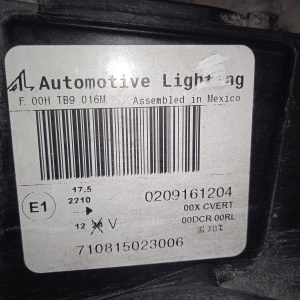 AL Automotive Lighting
F 00H TB9 016M Assembled in Mexico
E1
17.5
2210
12 V
0209161204
00X CVERT
00DCR 00RL
710815023006